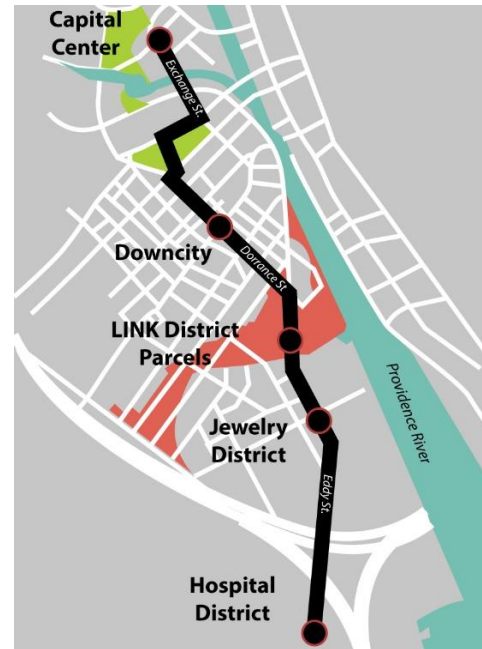 Capital
Center
Exchange St.
Downcity
Dorrance St
LINK District
Parcels
Providence River
Jewelry
District
Eddy St.
Hospital
District